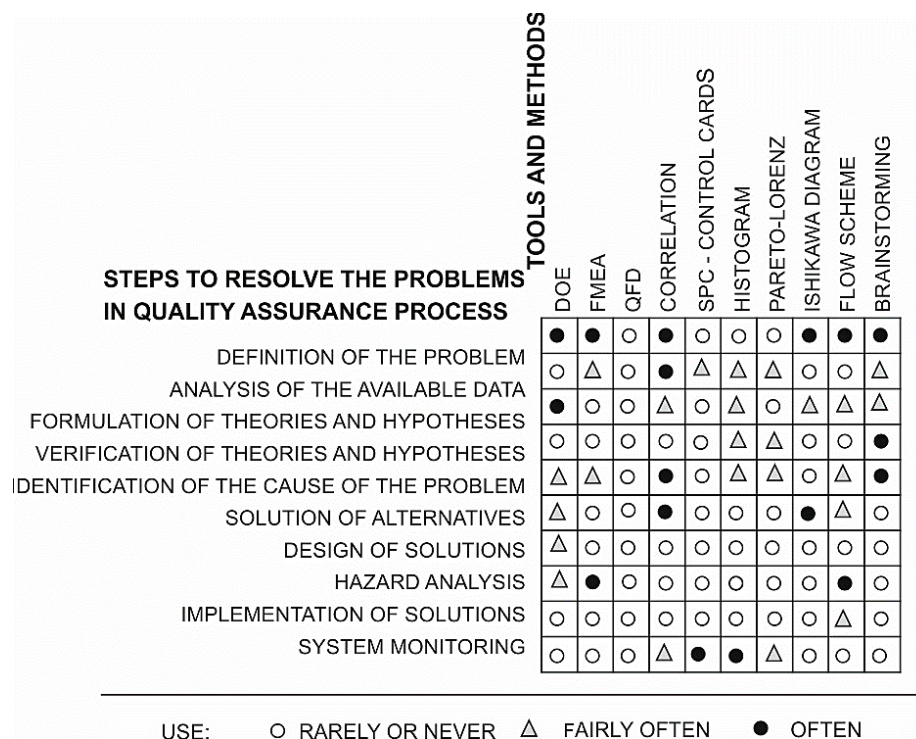 TOOLS AND METHODS
STEPS TO RESOLVE THE PROBLEMS
IN QUALITY ASSURANCE PROCESS
DOE
FMEA
QFD
CORRELATION
SPC - CONTROL CARDS
HISTOGRAM
PARETO-LORENZ
ISHIKAWA DIAGRAM
FLOW SCHEME
BRAINSTORMING
DEFINITION OF THE PROBLEM
ANALYSIS OF THE AVAILABLE DATA
FORMULATION OF THEORIES AND HYPOTHESES
VERIFICATION OF THEORIES AND HYPOTHESES
IDENTIFICATION OF THE CAUSE OF THE PROBLEM
SOLUTION OF ALTERNATIVES
DESIGN OF SOLUTIONS
HAZARD ANALYSIS
IMPLEMENTATION OF SOLUTIONS
SYSTEM MONITORING
USE: RARELY OR NEVER FAIRLY OFTEN OFTEN